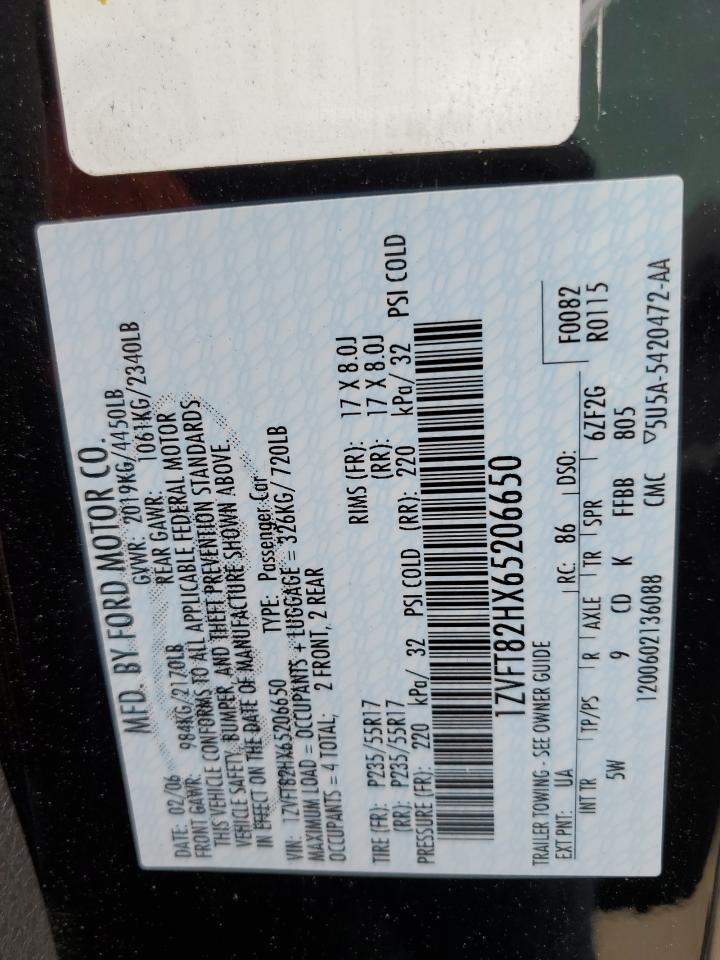 MFD. BY FORD MOTOR CO.
DATE: 02/06 GVWR: 2019KG/4450LB
FRONT GAWR: 984KG/2170LB REAR GAWR: 1061KG/2340LB
THIS VEHICLE CONFORMS TO ALL APPLICABLE FEDERAL MOTOR
VEHICLE SAFETY, BUMPER, AND THEFT PREVENTION STANDARDS
IN EFFECT ON THE DATE OF MANUFACTURE SHOWN ABOVE.
VIN: 1ZVFT82HX65206650 TYPE: Passenger Car
MAXIMUM LOAD = OCCUPANTS + LUGGAGE = 326KG/ 720LB
OCCUPANTS = 4 TOTAL; 2 FRONT, 2 REAR
TIRE (FR): P235/55R17 RIMS (FR): 17 X 8.0J
(RR): P235/55R17 (RR): 17 X 8.0J
PRESSURE (FR): 220 kPa/ 32 PSI COLD (RR): 220 kPa/ 32 PSI COLD
1ZVFT82HX65206650
TRAILER TOWING - SEE OWNER GUIDE
EXT PNT: UA RC: 86 DSO: F0082
R0115
INT TR TP/PS R AXLE TR SPR 6ZF2G
5W 9 CD K FFBB 805
1200602136088 CMC ▽5U5A-5420472-AA